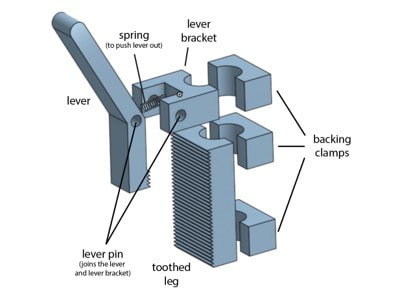 spring
(to push lever out)
lever
bracket
lever
backing
clamps
lever pin
(joins the lever
and lever bracket)
toothed
leg